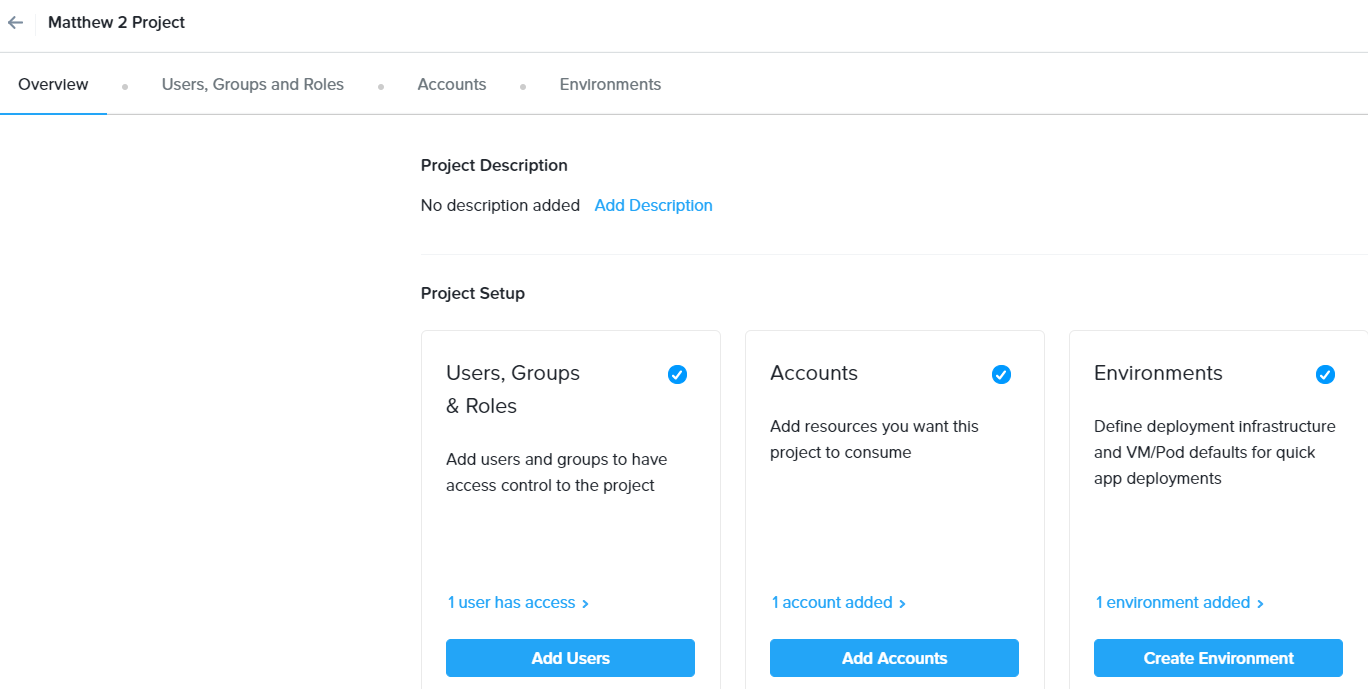 Matthew 2 Project
Overview
Users, Groups and Roles
Accounts
Environments
Project Description
No description added Add Description
Project Setup
Users, Groups
& Roles
Add users and groups to have
access control to the project
1 user has access
Add Users
Accounts
Add resources you want this
project to consume
1 account added
Add Accounts
Environments
Define deployment infrastructure
and VM/Pod defaults for quick
app deployments
1 environment added
Create Environment